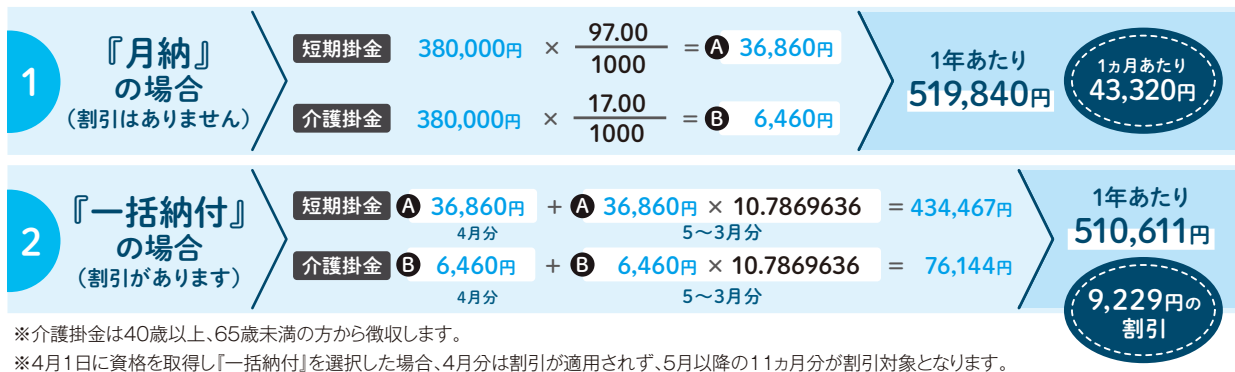 1
『月納』
の場合
(割引はありません)
短期掛金 380,000円 × 97.00/1000 = A 36,860円
介護掛金 380,000円 × 17.00/1000 = B 6,460円
1年あたり
519,840円
1ヵ月あたり
43,320円
2
『一括納付』
の場合
(割引があります)
短期掛金 A 36,860円 + A 36,860円 × 10.7869636 = 434,467円
4月分 5〜3月分
介護掛金 B 6,460円 + B 6,460円 × 10.7869636 = 76,144円
4月分 5〜3月分
1年あたり
510,611円
9,229円の
割引
※介護掛金は40歳以上、65歳未満の方から徴収します。
※4月1日に資格を取得し『一括納付』を選択した場合、4月分は割引が適用されず、5月以降の11ヵ月分が割引対象となります。